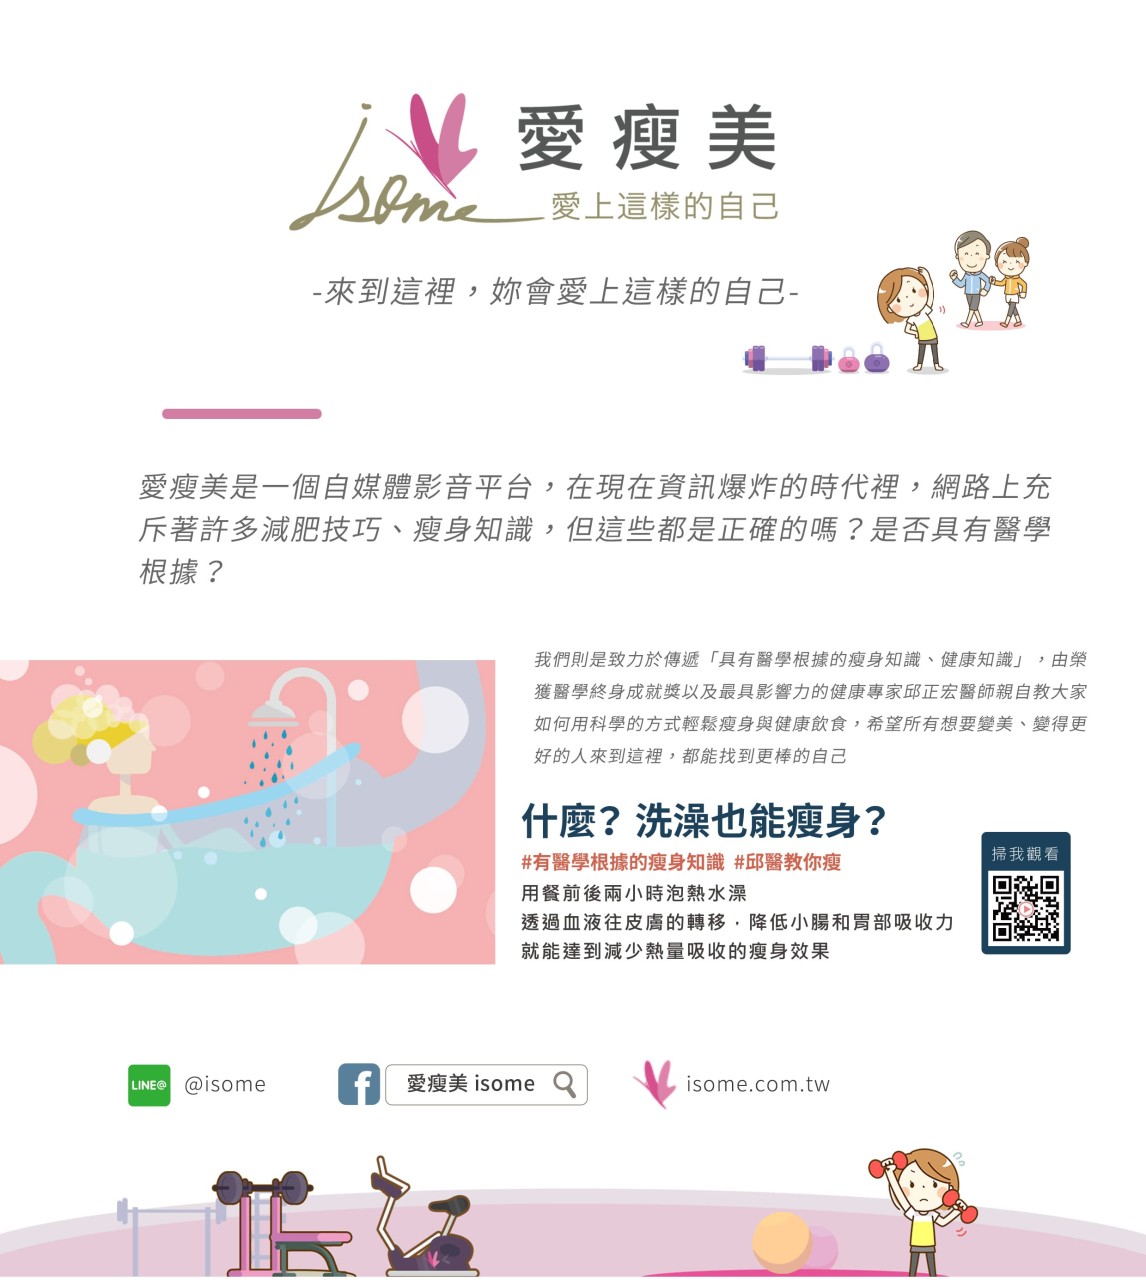 isome
愛瘦美
愛上這樣的自己
-來到這裡，妳會愛上這樣的自己-
愛瘦美是一個自媒體影音平台，在現在資訊爆炸的時代裡，網路上充
斥著許多減肥技巧、瘦身知識，但這些都是正確的嗎？是否具有醫學
根據？
我們則是致力於傳遞「具有醫學根據的瘦身知識、健康知識」，由榮
獲醫學終身成就獎以及最具影響力的健康專家邱正宏醫師親自教大家
如何用科學的方式輕鬆瘦身與健康飲食，希望所有想要變美、變得更
好的人來到這裡，都能找到更棒的自己
什麼？洗澡也能瘦身？
#有醫學根據的瘦身知識 #邱醫教你瘦
用餐前後兩小時泡熱水澡
透過血液往皮膚的轉移．降低小腸和胃部吸收力
就能達到減少熱量吸收的瘦身效果
掃我觀看
LINE@ @isome
f 愛瘦美 isome
isome.com.tw